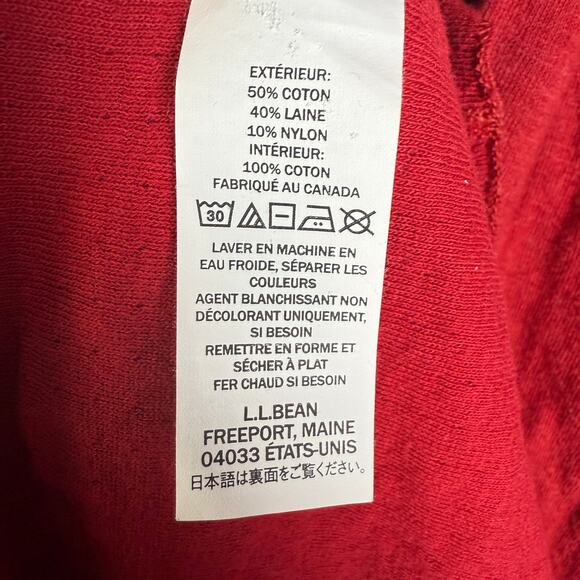 EXTÉRIEUR:
50% COTON
40% LAINE
10% NYLON
INTÉRIEUR:
100% COTON
FABRIQUÉ AU CANADA
30
LAVER EN MACHINE EN
EAU FROIDE, SÉPARER LES
COULEURS
AGENT BLANCHISSANT NON
DÉCOLORANT UNIQUEMENT,
SI BESOIN
REMETTRE EN FORME ET
SÉCHER À PLAT
FER CHAUD SI BESOIN
L.L.BEAN
FREEPORT, MAINE
04033 ÉTATS-UNIS
日本語は裏面をご覧ください。